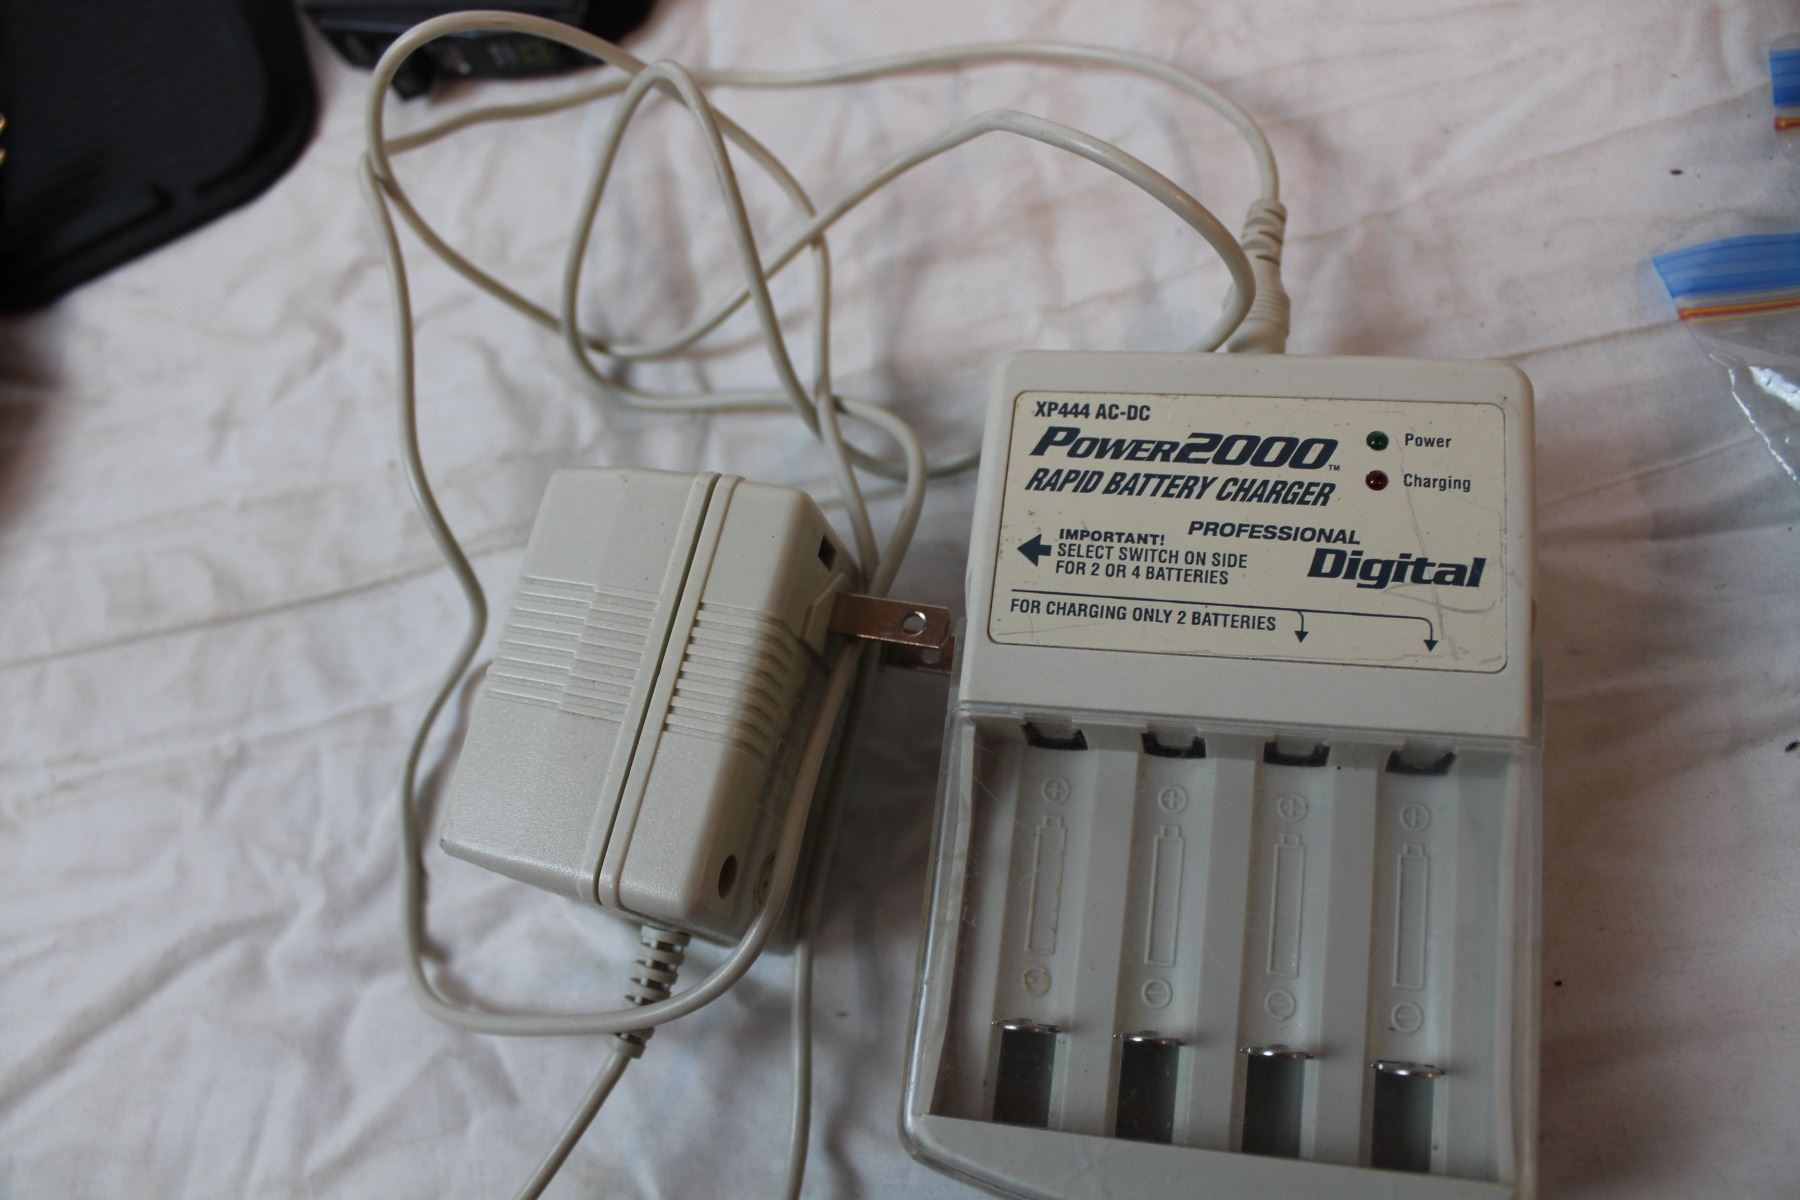 XP444 AC-DC
POWER2000™
RAPID BATTERY CHARGER
Power
Charging
PROFESSIONAL
Digital
IMPORTANT!
SELECT SWITCH ON SIDE
FOR 2 OR 4 BATTERIES
FOR CHARGING ONLY 2 BATTERIES